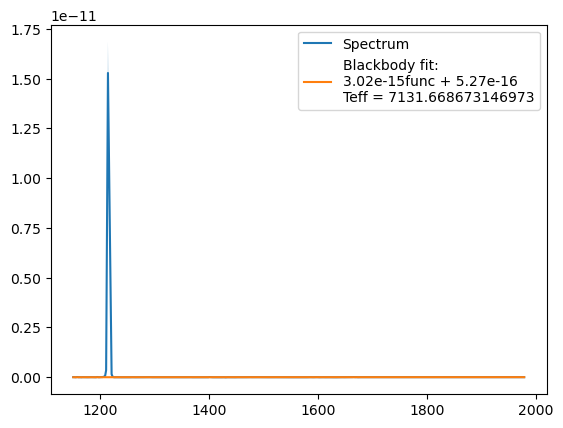 1e−11
1.75
1.50
1.25
1.00
0.75
0.50
0.25
0.00
1200
1400
1600
1800
2000
Spectrum
Blackbody fit:
3.02e-15func + 5.27e-16
Teff = 7131.668673146973